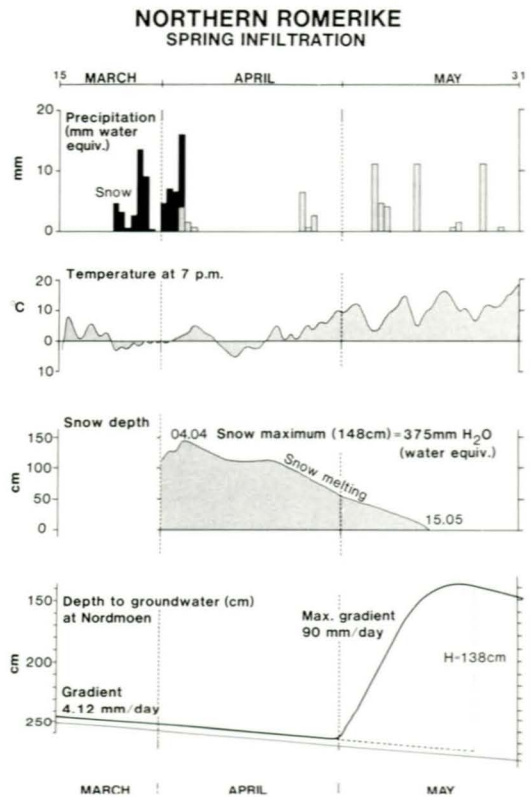 NORTHERN ROMERIKE
SPRING INFILTRATION
15 MARCH APRIL MAY 31
20
10
0
mm
Precipitation
(mm water
equiv.)
Snow
20
10
0
10
°C
Temperature at 7 p.m.
Snow depth
150
100
50
0
cm
04.04 Snow maximum (148cm)=375mm H2O
(water equiv.)
Snow melting
15.05
150
200
250
cm
Depth to groundwater (cm)
at Nordmoen
Max. gradient
90 mm/day
H=138cm
Gradient
4.12 mm/day
MARCH APRIL MAY